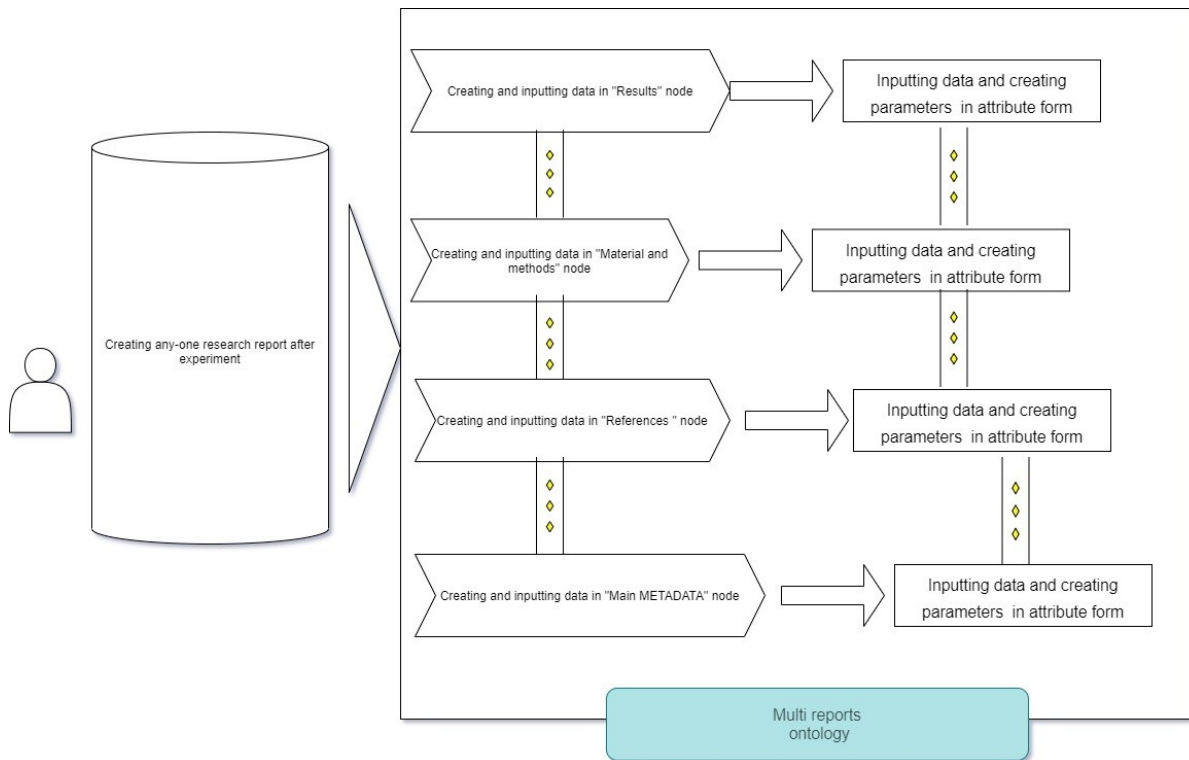 Creating any-one research report after
experiment
Creating and inputting data in "Results" node
Inputting data and creating
parameters in attribute form
Creating and inputting data in "Material and
methods" node
Inputting data and creating
parameters in attribute form
Creating and inputting data in "References " node
Inputting data and creating
parameters in attribute form
Creating and inputting data in "Main METADATA" node
Inputting data and creating
parameters in attribute form
Multi reports
ontology